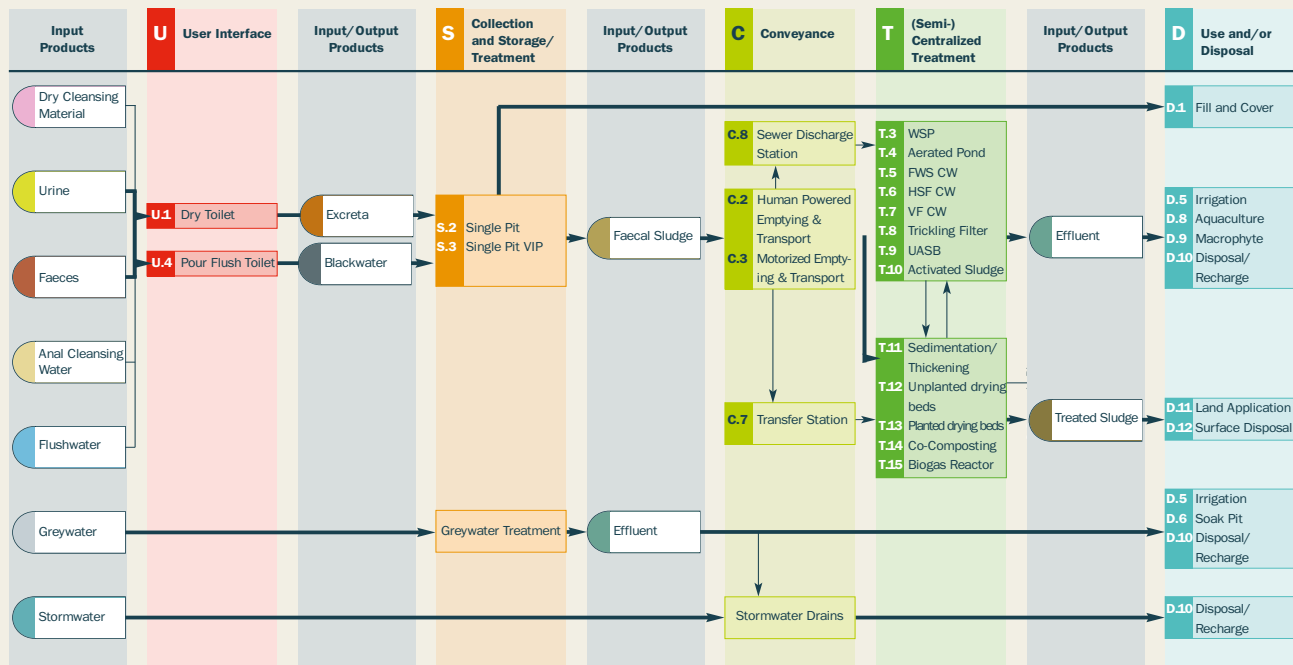 Input
Products
U User Interface
Input/Output
Products
S Collection
and Storage/
Treatment
Input/Output
Products
C Conveyance
T (Semi-)
Centralized
Treatment
Input/Output
Products
D Use and/or
Disposal
Dry Cleansing
Material
Urine
Faeces
Anal Cleansing
Water
Flushwater
Greywater
Stormwater
U.1 Dry Toilet
U.4 Pour Flush Toilet
Excreta
Blackwater
S.2 Single Pit
S.3 Single Pit VIP
Greywater Treatment
Faecal Sludge
Effluent
C.8 Sewer Discharge
Station
C.2 Human Powered
Emptying &
Transport
C.3 Motorized Empty-
ing & Transport
C.7 Transfer Station
Stormwater Drains
T.3 WSP
T.4 Aerated Pond
T.5 FWS CW
T.6 HSF CW
T.7 VF CW
T.8 Trickling Filter
T.9 UASB
T.10 Activated Sludge
T.11 Sedimentation/
Thickening
T.12 Unplanted drying
beds
T.13 Planted drying beds
T.14 Co-Composting
T.15 Biogas Reactor
Effluent
Treated Sludge
D.1 Fill and Cover
D.5 Irrigation
D.8 Aquaculture
D.9 Macrophyte
D.10 Disposal/
Recharge
D.11 Land Application
D.12 Surface Disposal
D.5 Irrigation
D.6 Soak Pit
D.10 Disposal/
Recharge
D.10 Disposal/
Recharge